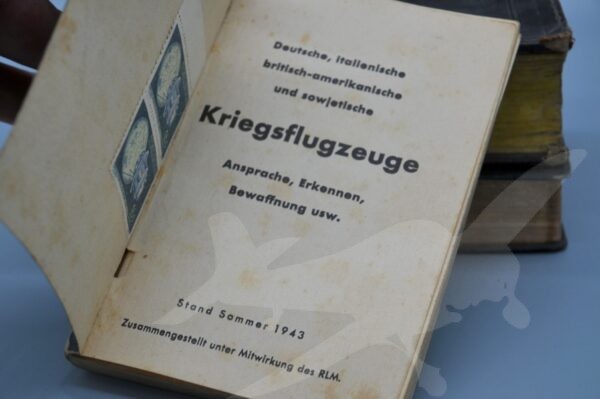 Deutsche, italienische
britisch-amerikanische
und sowjetische
Kriegsflugzeuge
Ansprache, Erkennen,
Bewaffnung usw.
Stand Sommer 1943
Zusammengestellt unter Mitwirkung des RLM.